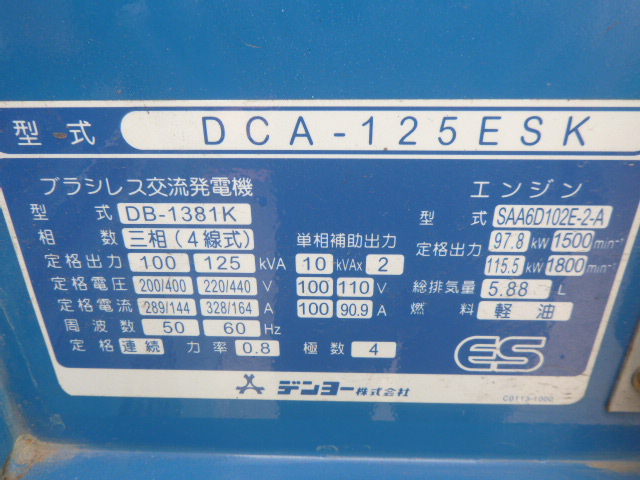 型式 DCA-125ESK
ブラシレス交流発電機
型式 DB-1381K
相数 三相(4線式) 単相補助出力
定格出力 100 125 kVA 10 kVAx 2
定格電圧 200/400 220/440 V 100 110 V
定格電流 289/144 328/164 A 100 90.9 A
周波数 50 60 Hz
定格 連続 力率 0.8 極数 4
エンジン
型式 SAA6D102E-2-A
定格出力 97.8 kW 1500 min⁻¹
115.5 kW 1800 min⁻¹
総排気量 5.88 L
燃料 軽油
ES
デンヨー株式会社